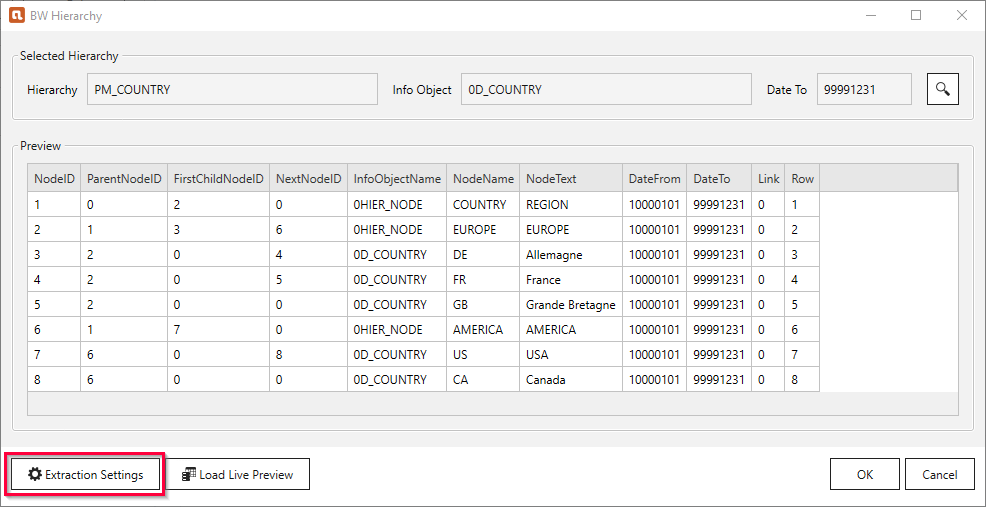 BW Hierarchy
Selected Hierarchy
Hierarchy PM_COUNTRY Info Object 0D_COUNTRY Date To 99991231
Preview
NodeID ParentNodeID FirstChildNodeID NextNodeID InfoObjectName NodeName NodeText DateFrom DateTo Link Row
1 0 2 0 0HIER_NODE COUNTRY REGION 10000101 99991231 0 1
2 1 3 6 0HIER_NODE EUROPE EUROPE 10000101 99991231 0 2
3 2 0 4 0D_COUNTRY DE Allemagne 10000101 99991231 0 3
4 2 0 5 0D_COUNTRY FR France 10000101 99991231 0 4
5 2 0 0 0D_COUNTRY GB Grande Bretagne 10000101 99991231 0 5
6 1 7 0 0HIER_NODE AMERICA AMERICA 10000101 99991231 0 6
7 6 0 8 0D_COUNTRY US USA 10000101 99991231 0 7
8 6 0 0 0D_COUNTRY CA Canada 10000101 99991231 0 8
Extraction Settings Load Live Preview OK Cancel